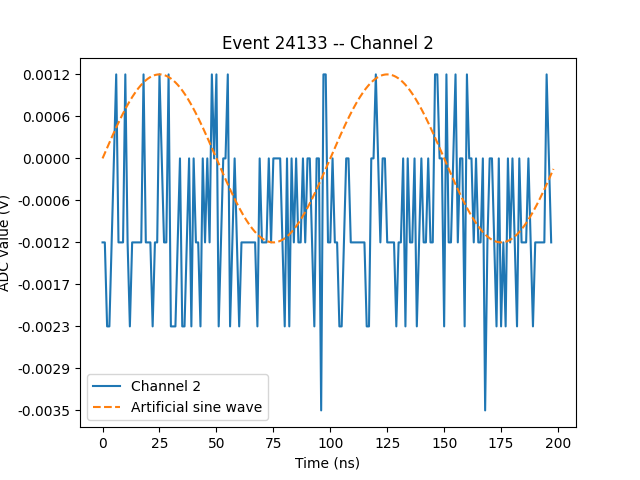 Event 24133 -- Channel 2
0.0012
0.0006
0.0000
-0.0006
-0.0012
-0.0017
-0.0023
-0.0029
-0.0035
ADC Value (V)
Channel 2
Artificial sine wave
0 25 50 75 100 125 150 175 200
Time (ns)